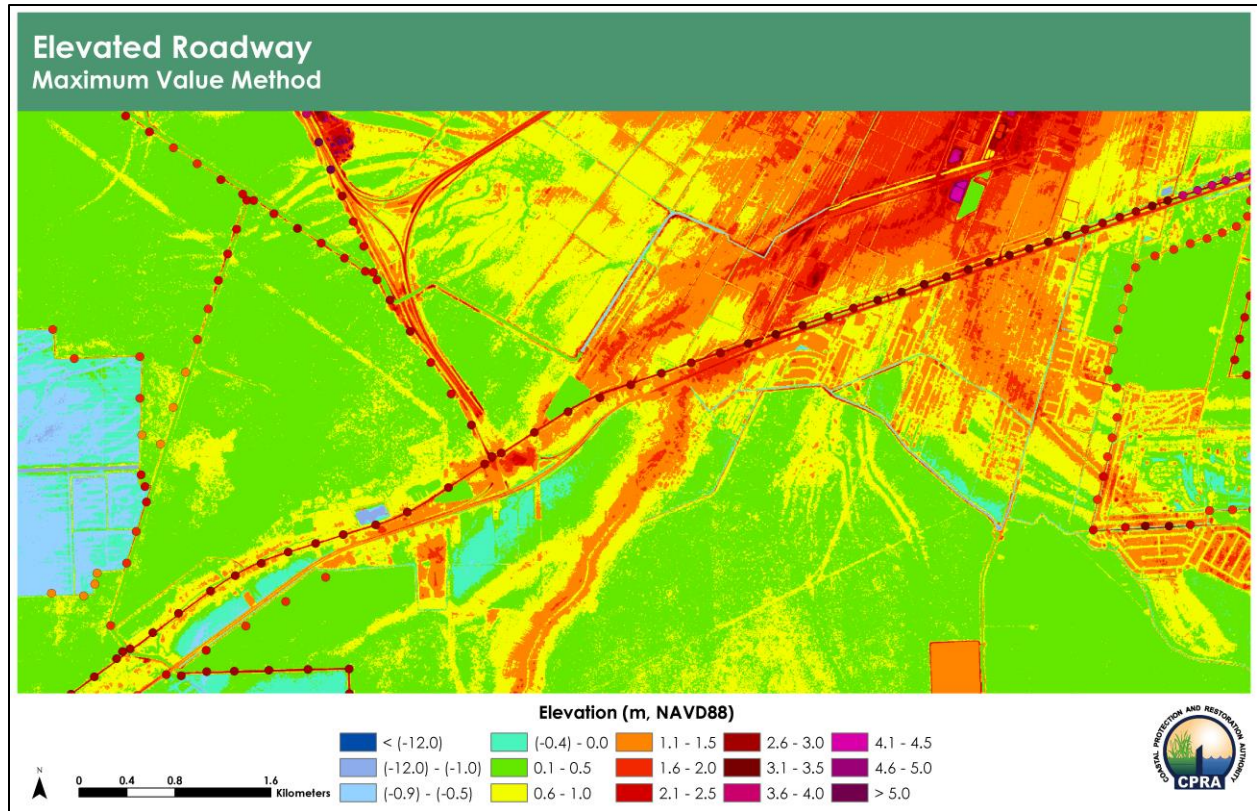 Elevated Roadway
Maximum Value Method
Elevation (m, NAVD88)
< (-12.0)
(-12.0) - (-1.0)
(-0.9) - (-0.5)
(-0.4) - 0.0
0.1 - 0.5
0.6 - 1.0
1.1 - 1.5
1.6 - 2.0
2.1 - 2.5
2.6 - 3.0
3.1 - 3.5
3.6 - 4.0
4.1 - 4.5
4.6 - 5.0
> 5.0
N
0 0.4 0.8 1.6
Kilometers
COASTAL PROTECTION AND RESTORATION AUTHORITY
CPRA